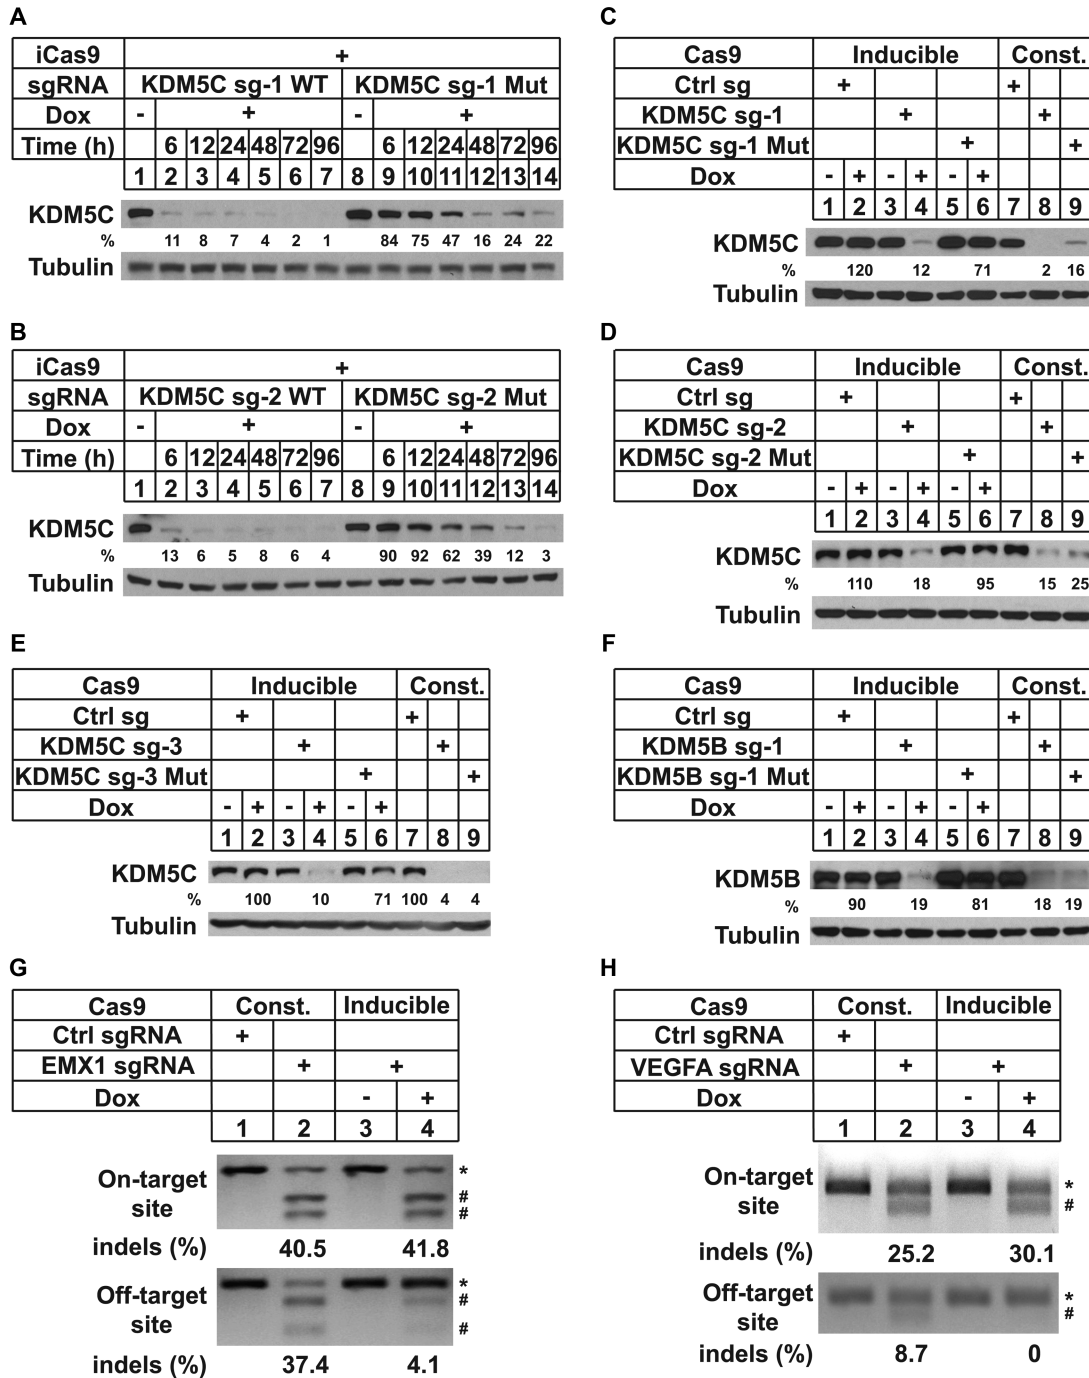 A
iCas9 +
sgRNA KDM5C sg-1 WT KDM5C sg-1 Mut
Dox - + - +
Time (h) 6 12 24 48 72 96 6 12 24 48 72 96
1 2 3 4 5 6 7 8 9 10 11 12 13 14
KDM5C
% 11 8 7 4 2 1 84 75 47 16 24 22
Tubulin
B
iCas9 +
sgRNA KDM5C sg-2 WT KDM5C sg-2 Mut
Dox - + - +
Time (h) 6 12 24 48 72 96 6 12 24 48 72 96
1 2 3 4 5 6 7 8 9 10 11 12 13 14
KDM5C
% 13 6 5 8 6 4 90 92 62 39 12 3
Tubulin
C
Cas9 Inducible Const.
Ctrl sg + +
KDM5C sg-1 + +
KDM5C sg-1 Mut + +
Dox - + - + - +
1 2 3 4 5 6 7 8 9
KDM5C
% 120 12 71 2 16
Tubulin
D
Cas9 Inducible Const.
Ctrl sg + +
KDM5C sg-2 + +
KDM5C sg-2 Mut + +
Dox - + - + - +
1 2 3 4 5 6 7 8 9
KDM5C
% 110 18 95 15 25
Tubulin
E
Cas9 Inducible Const.
Ctrl sg + +
KDM5C sg-3 + +
KDM5C sg-3 Mut + +
Dox - + - + - +
1 2 3 4 5 6 7 8 9
KDM5C
% 100 10 71 100 4 4
Tubulin
F
Cas9 Inducible Const.
Ctrl sg + +
KDM5B sg-1 + +
KDM5B sg-1 Mut + +
Dox - + - + - +
1 2 3 4 5 6 7 8 9
KDM5B
% 90 19 81 18 19
Tubulin
G
Cas9 Const. Inducible
Ctrl sgRNA +
EMX1 sgRNA + +
Dox - +
1 2 3 4
On-target *
site #
#
indels (%) 40.5 41.8
Off-target *
site #
#
indels (%) 37.4 4.1
H
Cas9 Const. Inducible
Ctrl sgRNA +
VEGFA sgRNA + +
Dox - +
1 2 3 4
On-target *
site #
indels (%) 25.2 30.1
Off-target *
site #
indels (%) 8.7 0